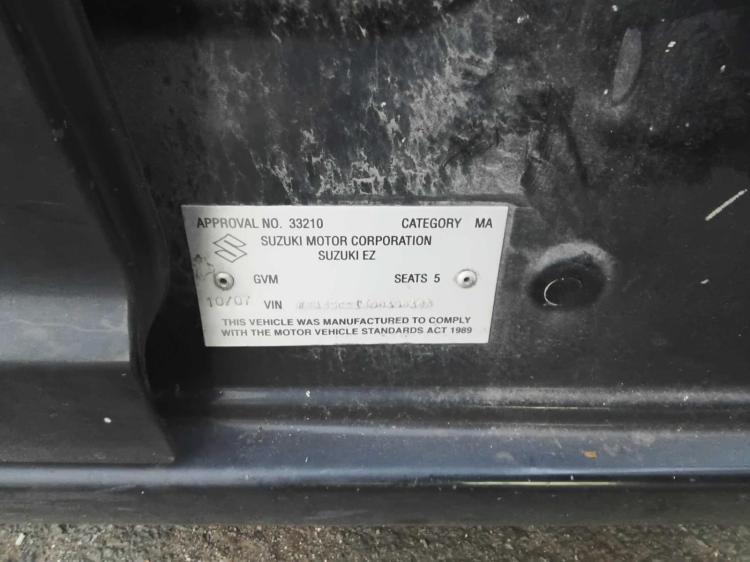 APPROVAL NO. 33210 CATEGORY MA
SUZUKI MOTOR CORPORATION
SUZUKI EZ
GVM SEATS 5
10/07 VIN
THIS VEHICLE WAS MANUFACTURED TO COMPLY
WITH THE MOTOR VEHICLE STANDARDS ACT 1989